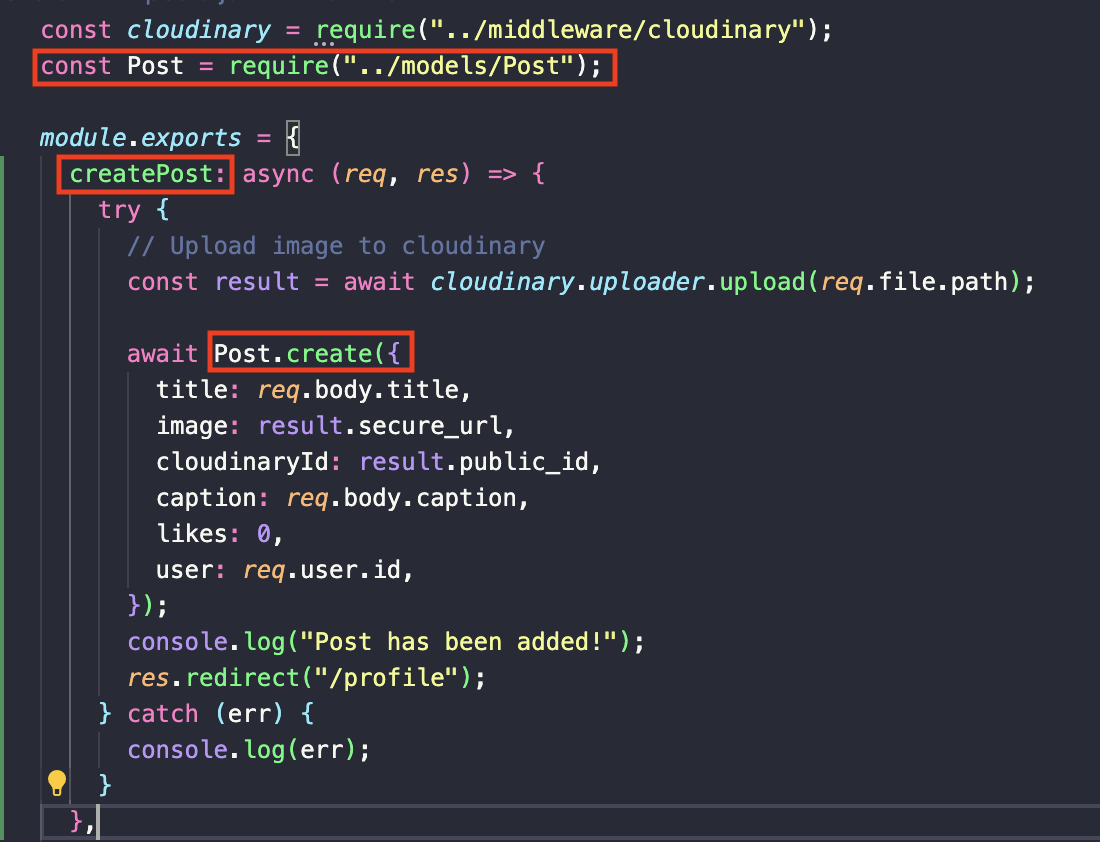 const cloudinary = require("../middleware/cloudinary");
const Post = require("../models/Post");
module.exports = {
createPost: async (req, res) => {
try {
// Upload image to cloudinary
const result = await cloudinary.uploader.upload(req.file.path);
await Post.create({
title: req.body.title,
image: result.secure_url,
cloudinaryId: result.public_id,
caption: req.body.caption,
likes: 0,
user: req.user.id,
});
console.log("Post has been added!");
res.redirect("/profile");
} catch (err) {
console.log(err);
}
},